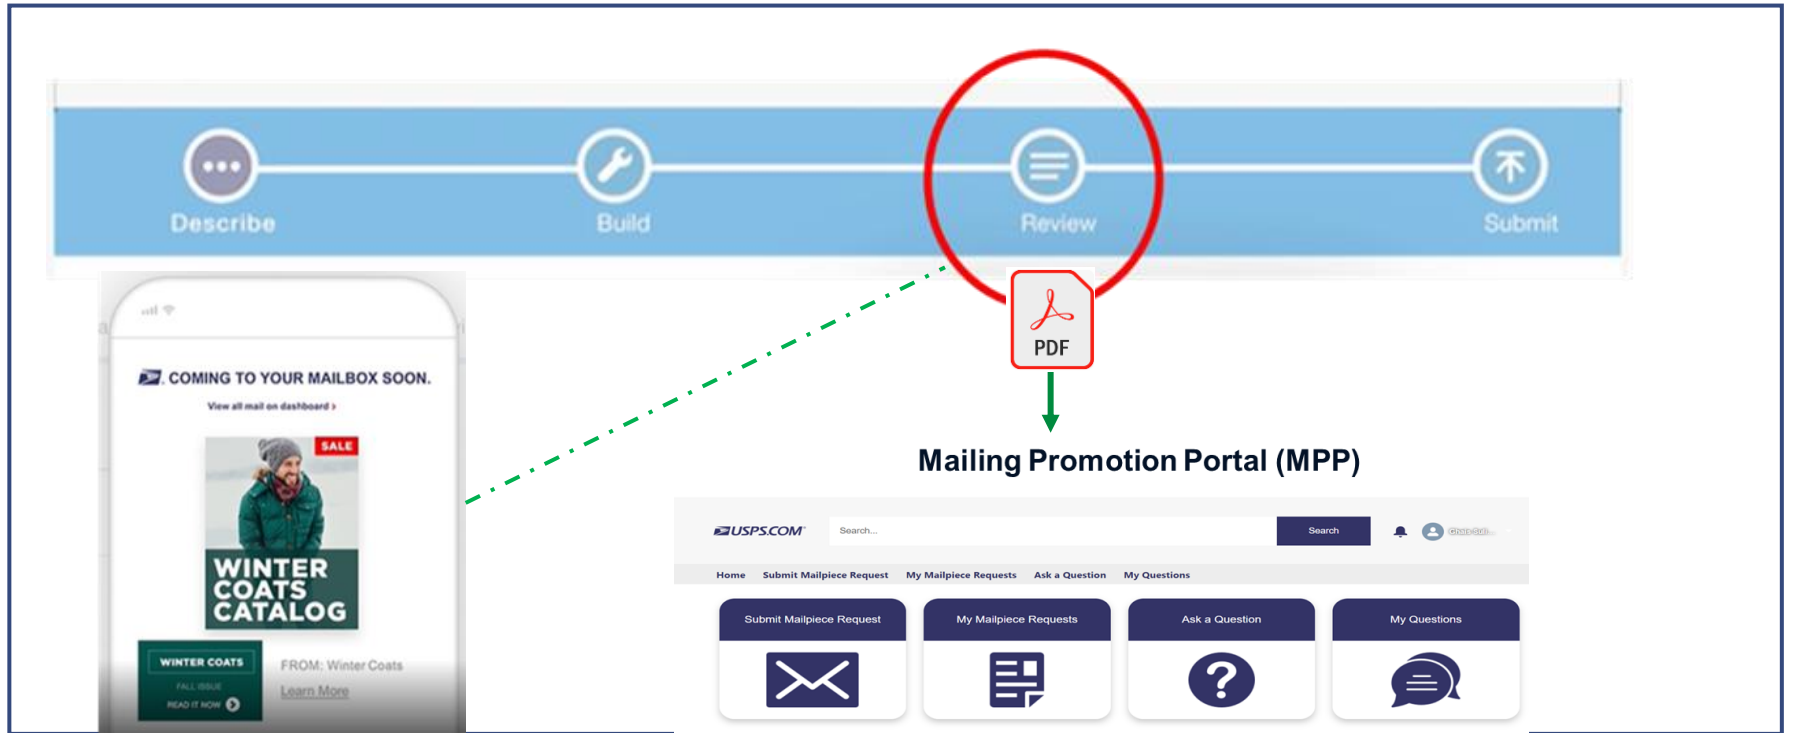 Describe
Build
Review
Submit
COMING TO YOUR MAILBOX SOON.
View all mail on dashboard >
SALE
WINTER
COATS
CATALOG
WINTER COATS
FALL ISSUE
READ IT NOW
FROM: Winter Coats
Learn More
PDF
Mailing Promotion Portal (MPP)
USPS.COM
Search...
Search
Home Submit Mailpiece Request My Mailpiece Requests Ask a Question My Questions
Submit Mailpiece Request
My Mailpiece Requests
Ask a Question
My Questions